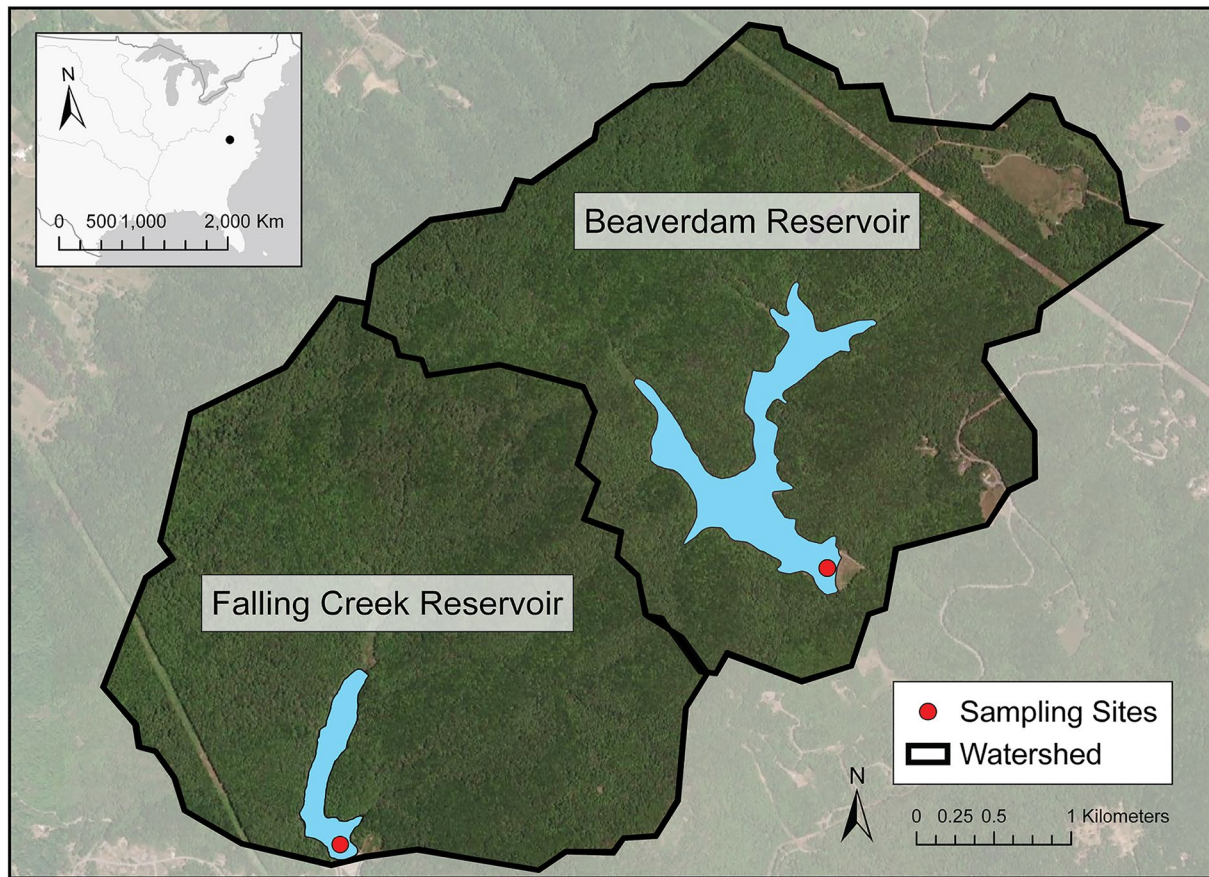 N
0 500 1,000 2,000 Km
Beaverdam Reservoir
Falling Creek Reservoir
Sampling Sites
Watershed
N
0 0.25 0.5 1 Kilometers